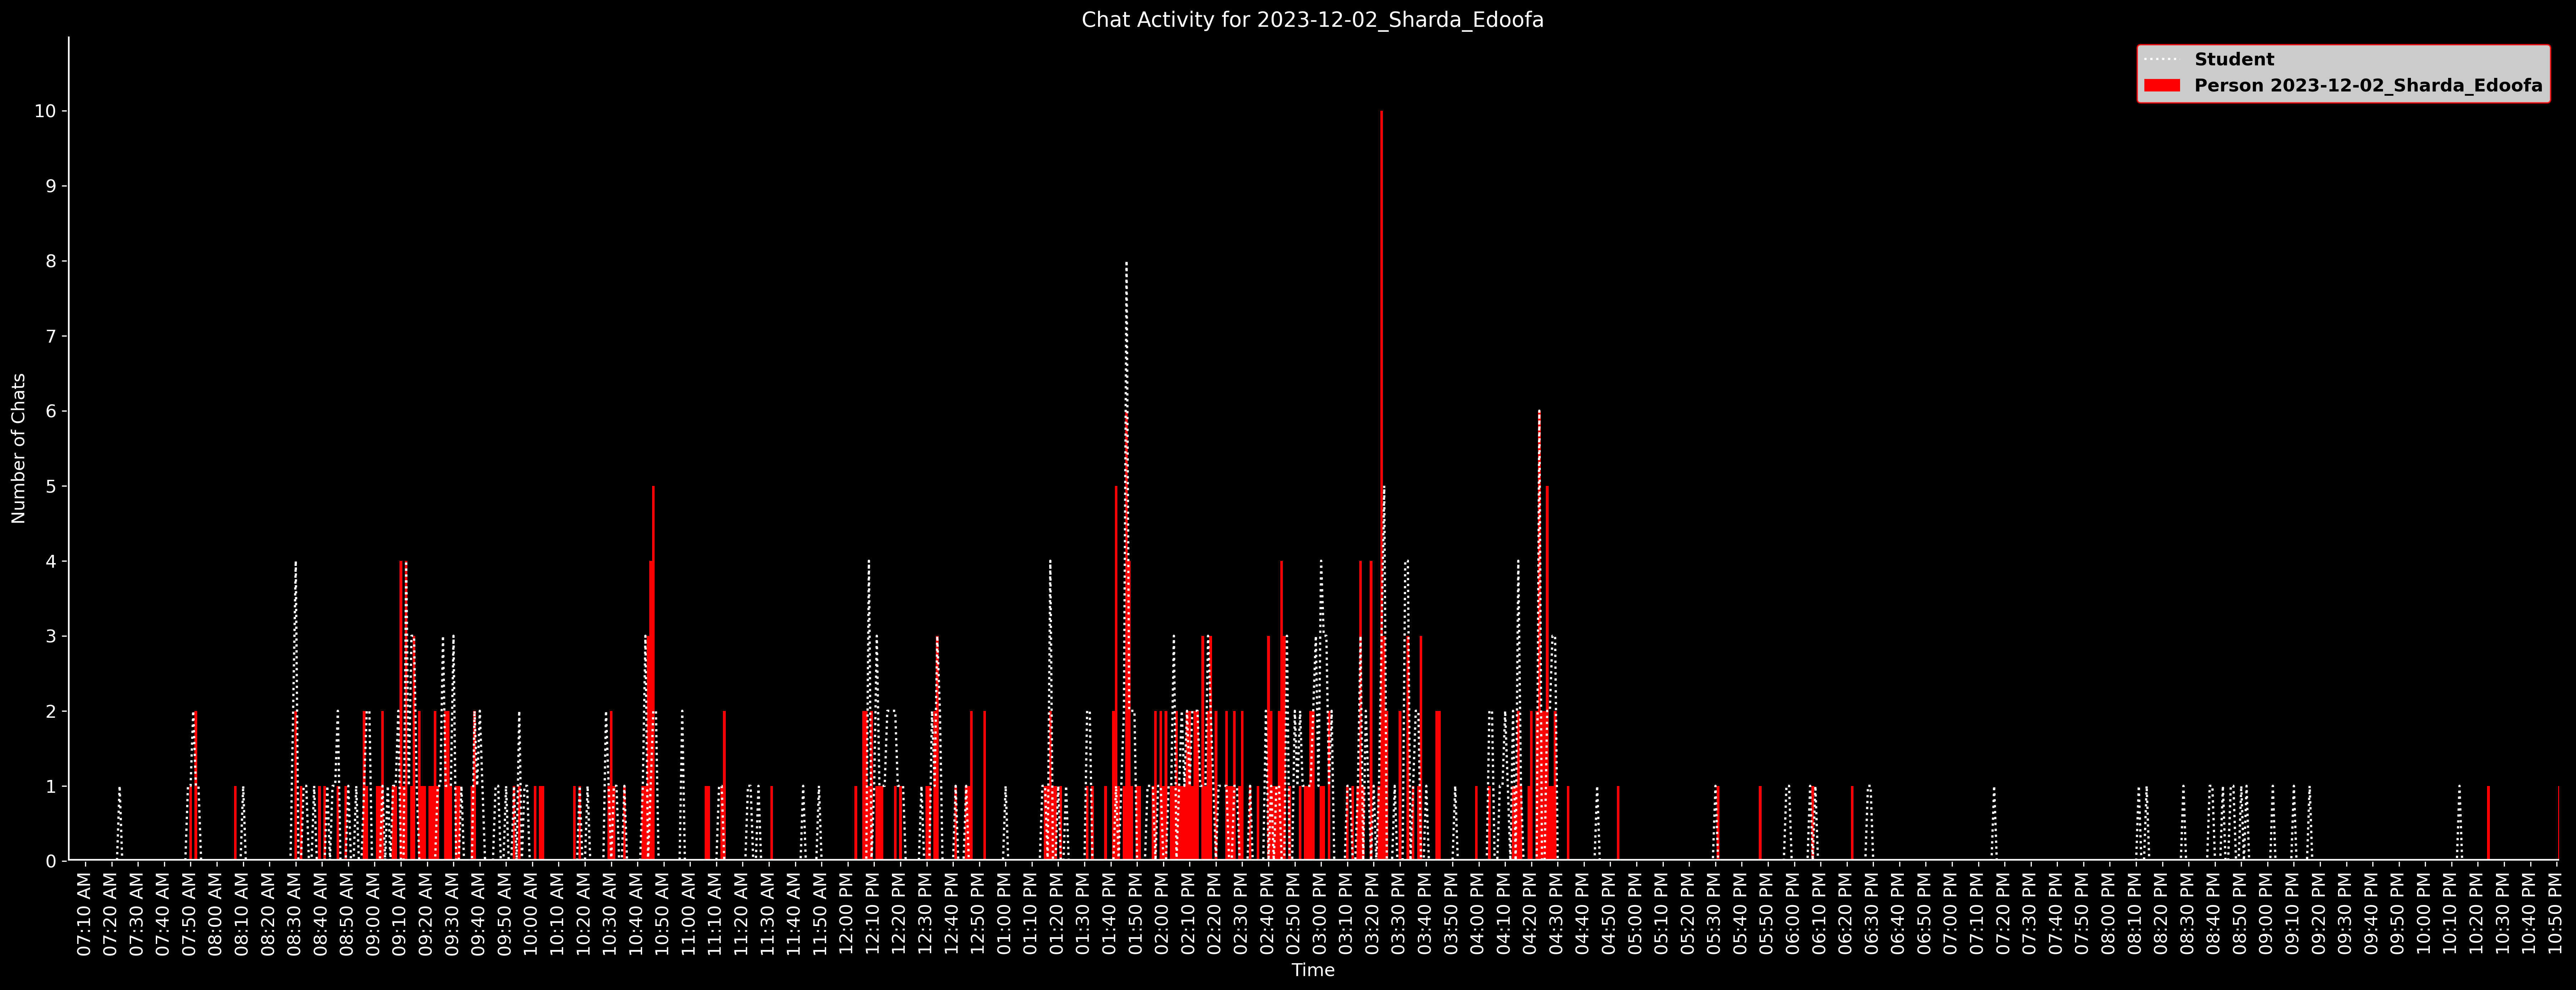 Chat Activity for 2023-12-02_Sharda_Edoofa
Student
Person 2023-12-02_Sharda_Edoofa
Number of Chats
10
9
8
7
6
5
4
3
2
1
0
07:10 AM
07:20 AM
07:30 AM
07:40 AM
07:50 AM
08:00 AM
08:10 AM
08:20 AM
08:30 AM
08:40 AM
08:50 AM
09:00 AM
09:10 AM
09:20 AM
09:30 AM
09:40 AM
09:50 AM
10:00 AM
10:10 AM
10:20 AM
10:30 AM
10:40 AM
10:50 AM
11:00 AM
11:10 AM
11:20 AM
11:30 AM
11:40 AM
11:50 AM
12:00 PM
12:10 PM
12:20 PM
12:30 PM
12:40 PM
12:50 PM
01:00 PM
01:10 PM
01:20 PM
01:30 PM
01:40 PM
01:50 PM
02:00 PM
02:10 PM
02:20 PM
02:30 PM
02:40 PM
02:50 PM
03:00 PM
03:10 PM
03:20 PM
03:30 PM
03:40 PM
03:50 PM
04:00 PM
04:10 PM
04:20 PM
04:30 PM
04:40 PM
04:50 PM
05:00 PM
05:10 PM
05:20 PM
05:30 PM
05:40 PM
05:50 PM
06:00 PM
06:10 PM
06:20 PM
06:30 PM
06:40 PM
06:50 PM
07:00 PM
07:10 PM
07:20 PM
07:30 PM
07:40 PM
07:50 PM
08:00 PM
08:10 PM
08:20 PM
08:30 PM
08:40 PM
08:50 PM
09:00 PM
09:10 PM
09:20 PM
09:30 PM
09:40 PM
09:50 PM
10:00 PM
10:10 PM
10:20 PM
10:30 PM
10:40 PM
10:50 PM
Time